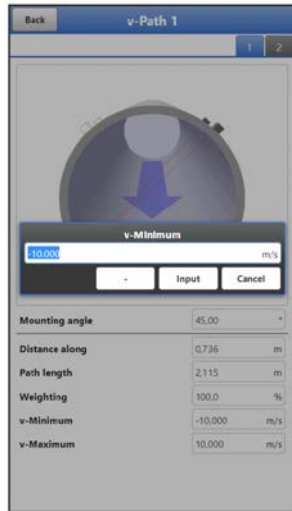 Back v-Path 1
1 2
v-Minimum
-10.000 m/s
- Input Cancel
Mounting angle 45,00 °
Distance along 0,736 m
Path length 2,115 m
Weighting 100,0 %
v-Minimum -10,000 m/s
v-Maximum 10,000 m/s